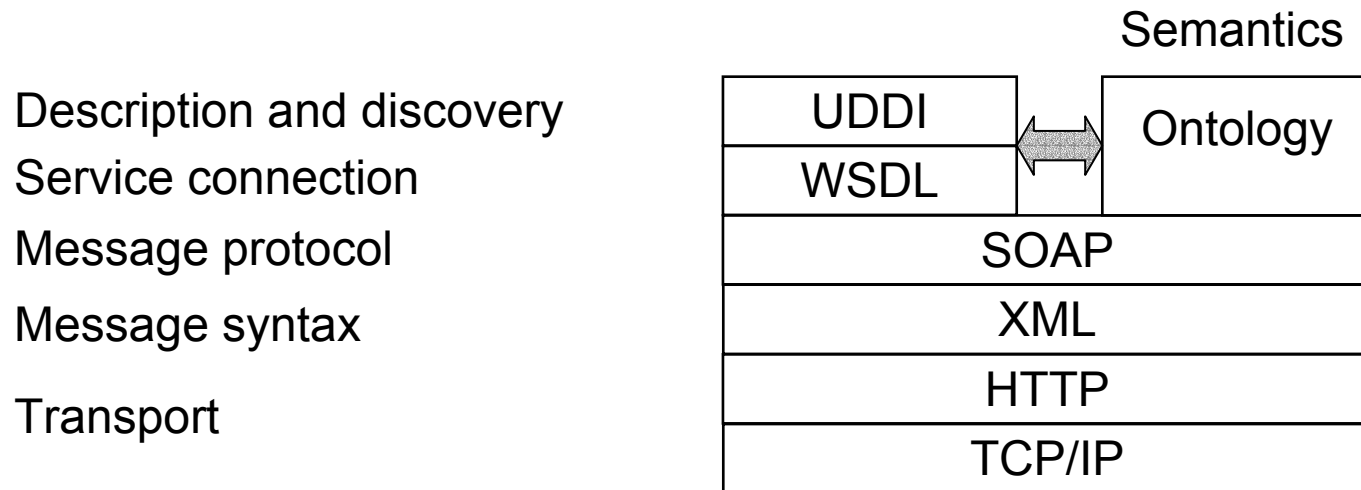 Semantics
Description and discovery UDDI Ontology
Service connection WSDL
Message protocol SOAP
Message syntax XML
HTTP
Transport
TCP/IP